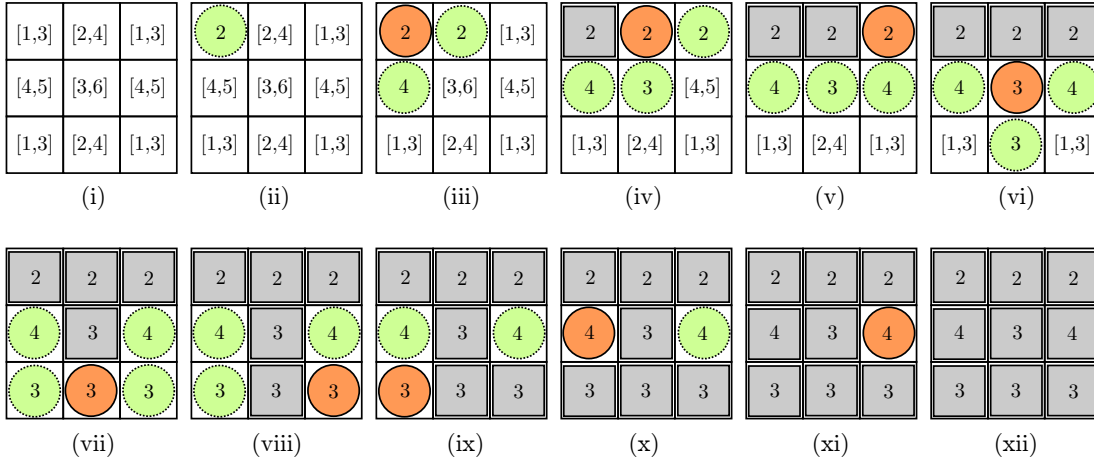 [1,3] [2,4] [1,3] 2 [2,4] [1,3] 2 2 [1,3] 2 2 2 2 2 2 2 2 2
[4,5] [3,6] [4,5] [4,5] [3,6] [4,5] 4 [3,6] [4,5] 4 3 [4,5] 4 3 4 4 3 4
[1,3] [2,4] [1,3] [1,3] [2,4] [1,3] [1,3] [2,4] [1,3] [1,3] [2,4] [1,3] [1,3] [2,4] [1,3] [1,3] 3 [1,3]
(i) (ii) (iii) (iv) (v) (vi)
2 2 2 2 2 2 2 2 2 2 2 2 2 2 2 2 2 2
4 3 4 4 3 4 4 3 4 4 3 4 4 3 4 4 3 4
3 3 3 3 3 3 3 3 3 3 3 3 3 3 3 3 3 3
(vii) (viii) (ix) (x) (xi) (xii)